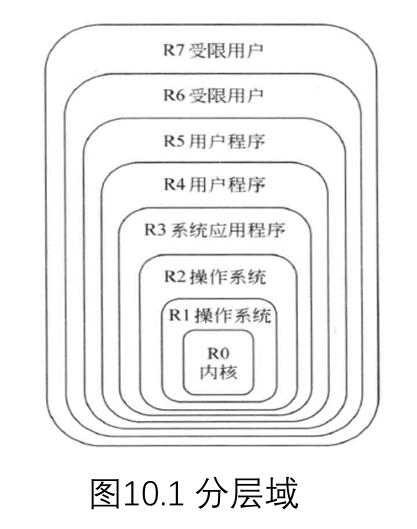 R7 受限用户
R6 受限用户
R5 用户程序
R4 用户程序
R3 系统应用程序
R2 操作系统
R1 操作系统
R0
内核
图10.1 分层域